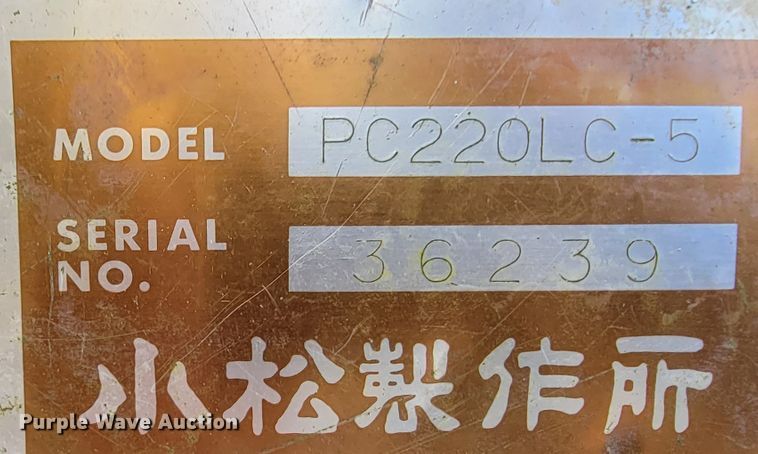 MODEL PC220LC-5
SERIAL NO. 36239
小松製作所
Purple Wave Auction